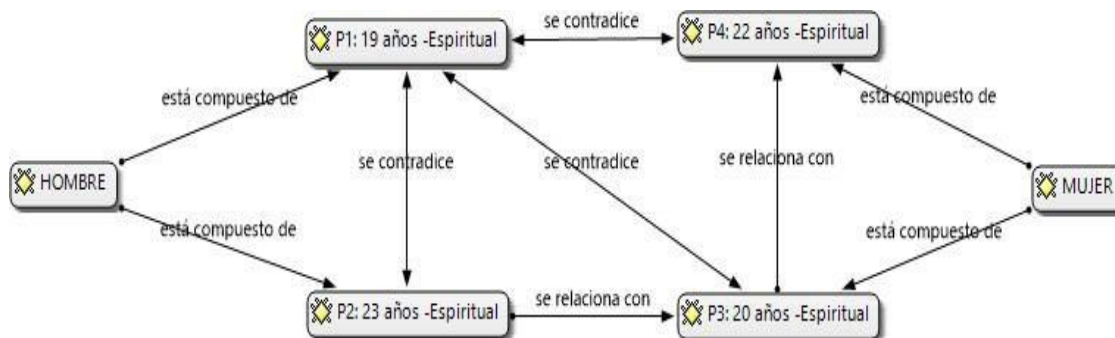 se contradice
P1: 19 años -Espiritual
P4: 22 años -Espiritual
está compuesto de
está compuesto de
se contradice
se contradice
se relaciona con
HOMBRE
MUJER
está compuesto de
está compuesto de
se relaciona con
P2: 23 años -Espiritual
P3: 20 años -Espiritual